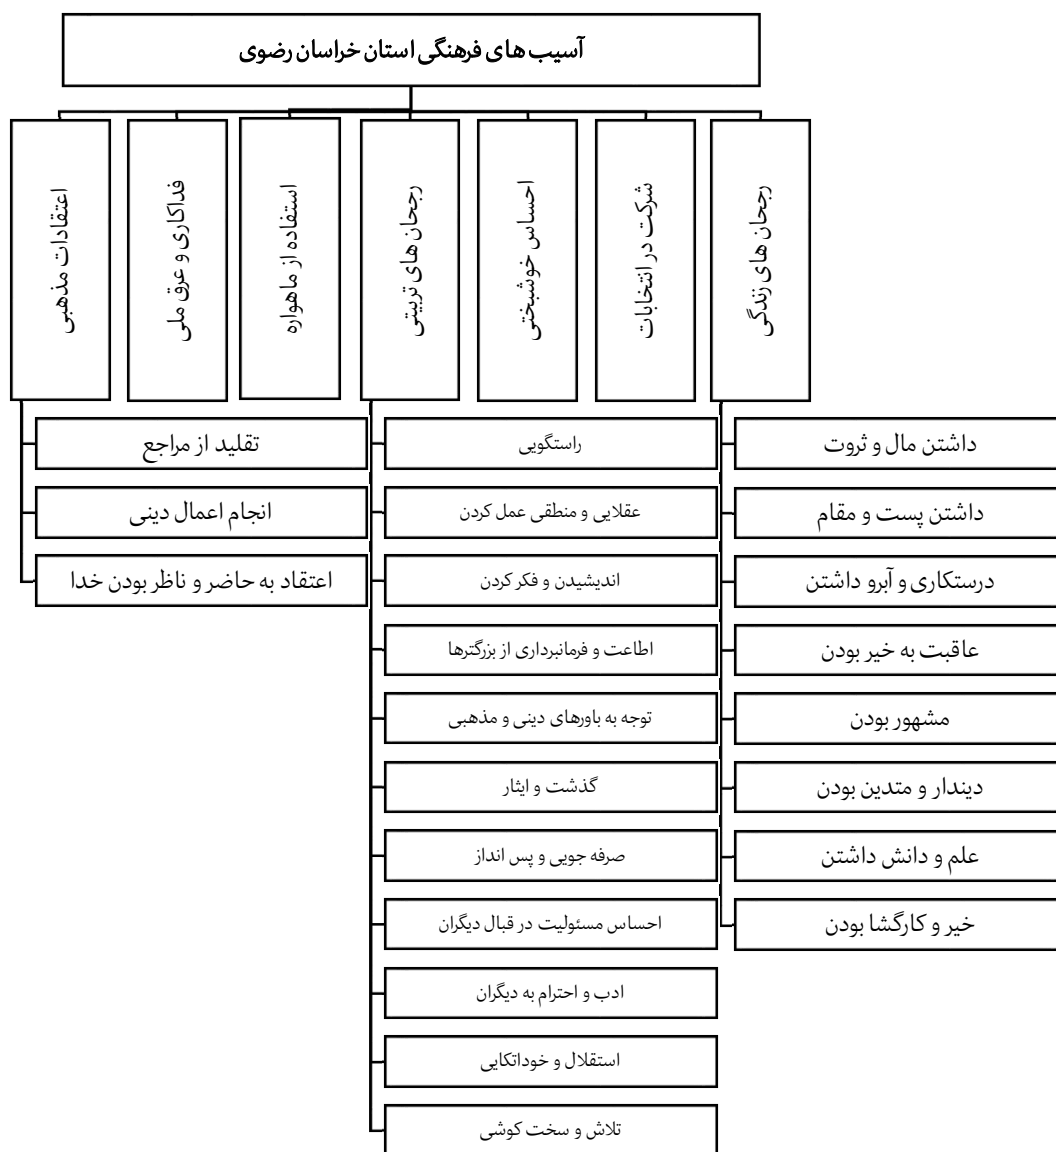 آسیب های فرهنگی استان خراسان رضوی
رجحان های زندگی
شرکت در انتخابات
احساس خوشبختی
رجحان های تربیتی
استفاده از ماهواره
فداکاری و عرق ملی
اعتقادات مذهبی
داشتن مال و ثروت
داشتن پست و مقام
درستکاری و آبرو داشتن
عاقبت به خیر بودن
مشهور بودن
دیندار و متدین بودن
علم و دانش داشتن
خیر و کارگشا بودن
راستگویی
عقلایی و منطقی عمل کردن
اندیشیدن و فکر کردن
اطاعت و فرمانبرداری از بزرگترها
توجه به باورهای دینی و مذهبی
گذشت و ایثار
صرفه جویی و پس انداز
احساس مسئولیت در قبال دیگران
ادب و احترام به دیگران
استقلال و خوداتکایی
تلاش و سخت کوشی
تقلید از مراجع
انجام اعمال دینی
اعتقاد به حاضر و ناظر بودن خدا